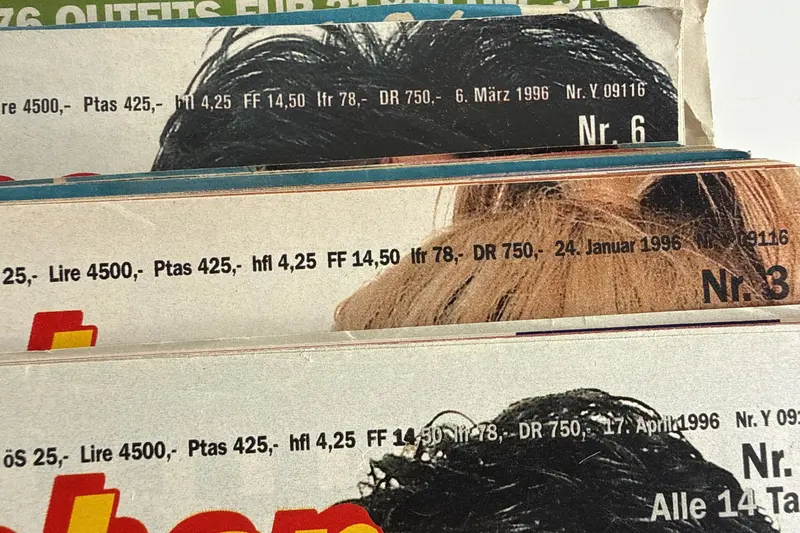 76 OUTFITS FÜR
re 4500,- Ptas 425,- hfl 4,25 FF 14,50 lfr 78,- DR 750,- 6. März 1996 Nr. Y 09116
Nr. 6
25,- Lire 4500,- Ptas 425,- hfl 4,25 FF 14,50 lfr 78,- DR 750,- 24. Januar 1996 Nr. Y 09116
Nr. 3
öS 25,- Lire 4500,- Ptas 425,- hfl 4,25 FF 14,50 lfr 78,- DR 750,- 17. April 1996 Nr. Y 091
Nr.
Alle 14 Ta